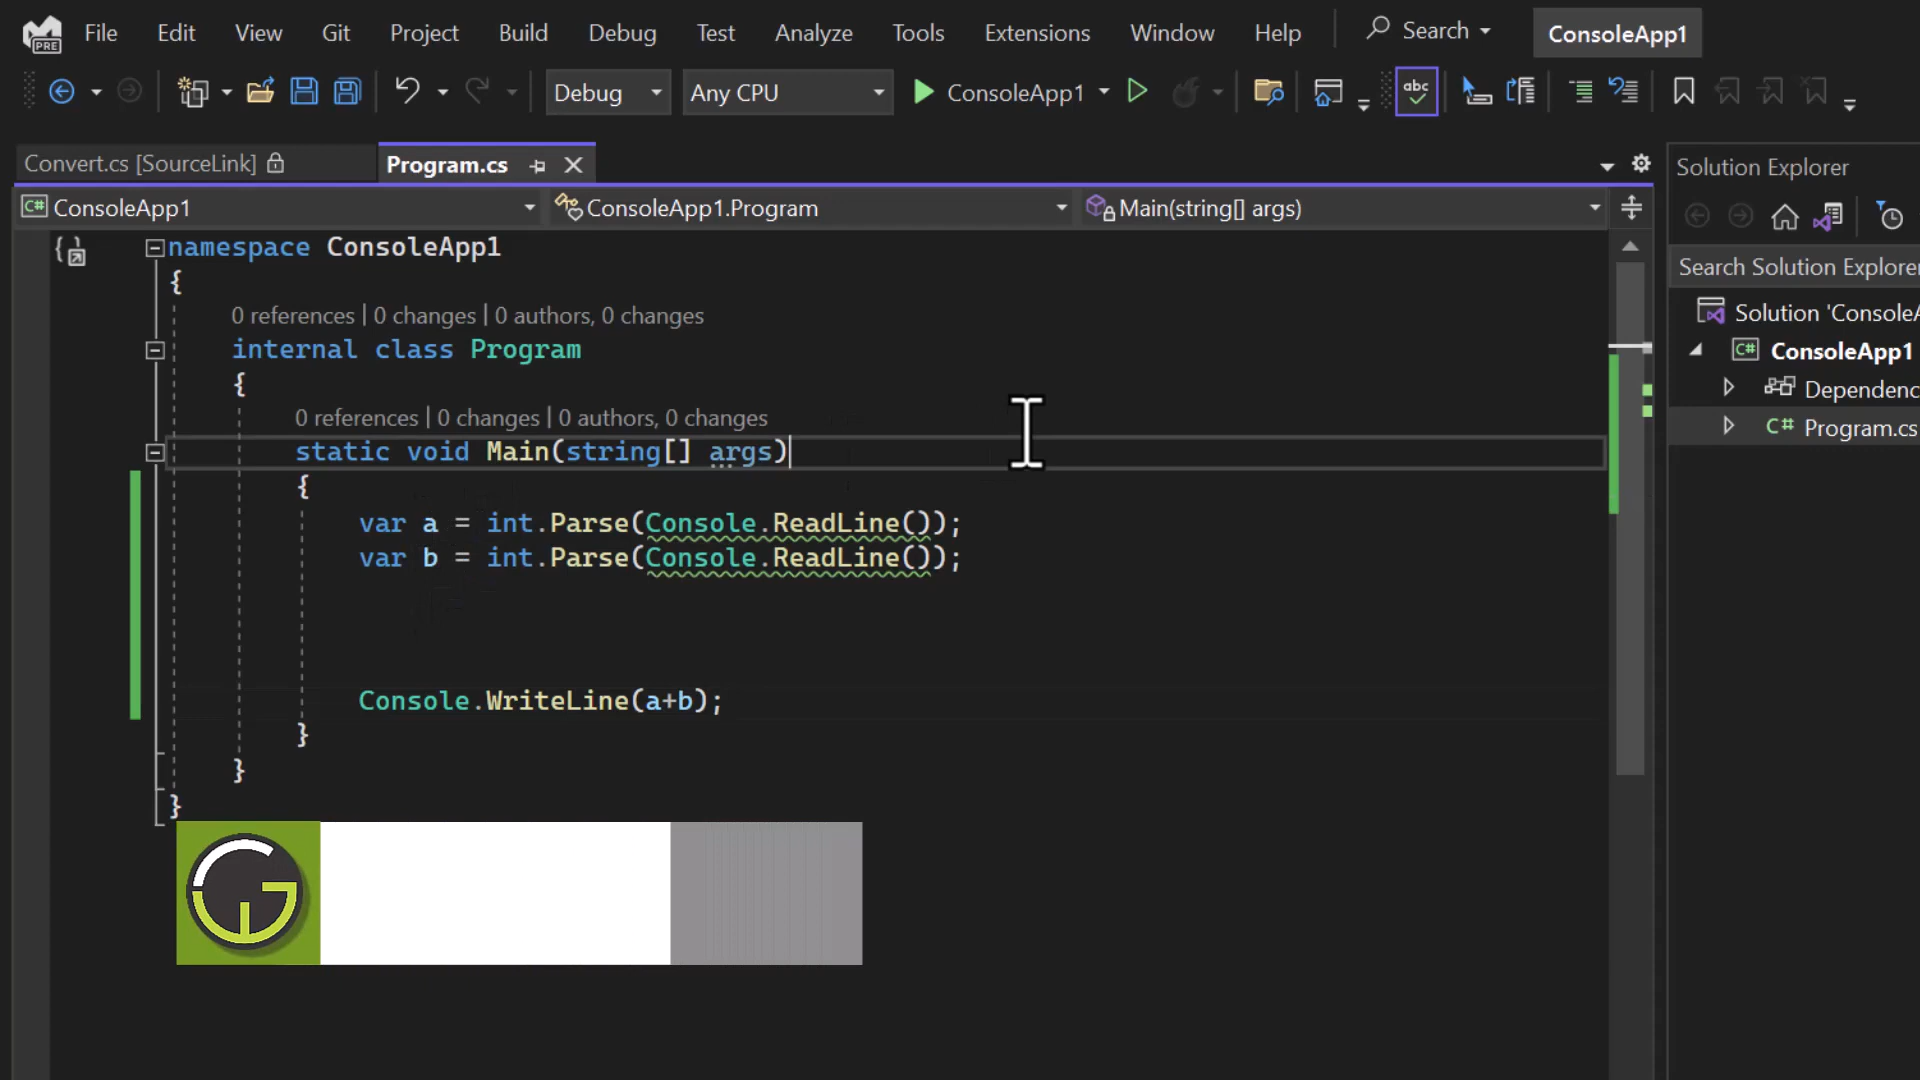 File Edit View Git Project Build Debug Test Analyze Tools Extensions Window Help Search ConsoleApp1
PRE
Debug Any CPU ConsoleApp1 abc
Convert.cs [SourceLink] Program.cs
Solution Explorer
C# ConsoleApp1 ConsoleApp1.Program Main(string[] args)
namespace ConsoleApp1
{
0 references | 0 changes | 0 authors, 0 changes
internal class Program
{
0 references | 0 changes | 0 authors, 0 changes
static void Main(string[] args)
{
var a = int.Parse(Console.ReadLine());
var b = int.Parse(Console.ReadLine());
Console.WriteLine(a+b);
}
}
}
Search Solution Explorer
Solution 'ConsoleA
C# ConsoleApp1
Dependenc
C# Program.cs